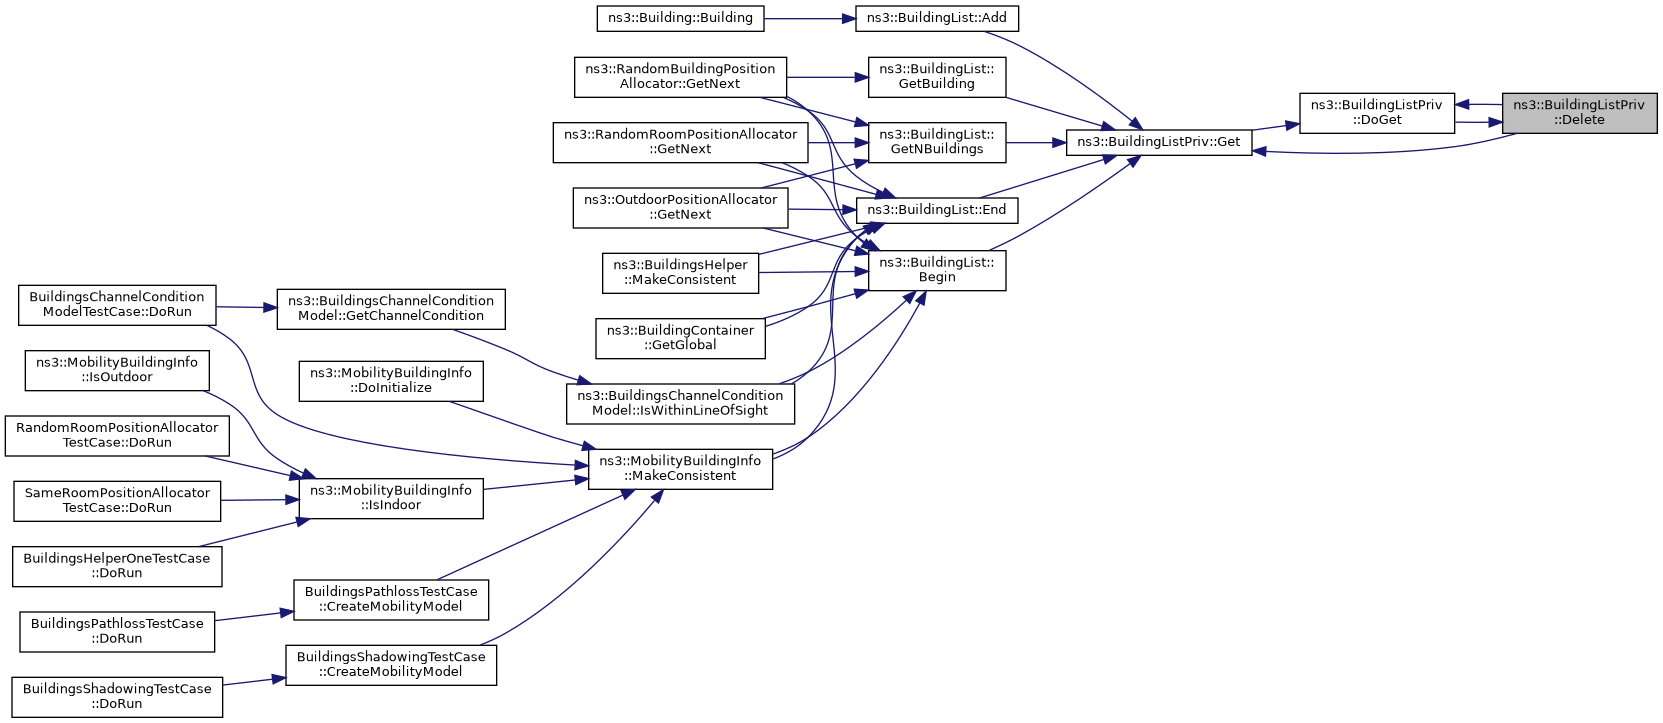 ns3::Building::Building
ns3::BuildingList::Add
ns3::RandomBuildingPosition
Allocator::GetNext
ns3::BuildingList::
GetBuilding
ns3::BuildingListPriv
::DoGet
ns3::BuildingListPriv
::Delete
ns3::RandomRoomPositionAllocator
::GetNext
ns3::BuildingList::
GetNBuildings
ns3::BuildingListPriv::Get
ns3::OutdoorPositionAllocator
::GetNext
ns3::BuildingList::End
ns3::BuildingsHelper
::MakeConsistent
ns3::BuildingList::
Begin
BuildingsChannelCondition
ModelTestCase::DoRun
ns3::BuildingsChannelCondition
Model::GetChannelCondition
ns3::BuildingContainer
::GetGlobal
ns3::MobilityBuildingInfo
::IsOutdoor
ns3::MobilityBuildingInfo
::DoInitialize
ns3::BuildingsChannelCondition
Model::IsWithinLineOfSight
RandomRoomPositionAllocator
TestCase::DoRun
ns3::MobilityBuildingInfo
::MakeConsistent
SameRoomPositionAllocator
TestCase::DoRun
ns3::MobilityBuildingInfo
::IsIndoor
BuildingsHelperOneTestCase
::DoRun
BuildingsPathlossTestCase
::CreateMobilityModel
BuildingsPathlossTestCase
::DoRun
BuildingsShadowingTestCase
::CreateMobilityModel
BuildingsShadowingTestCase
::DoRun